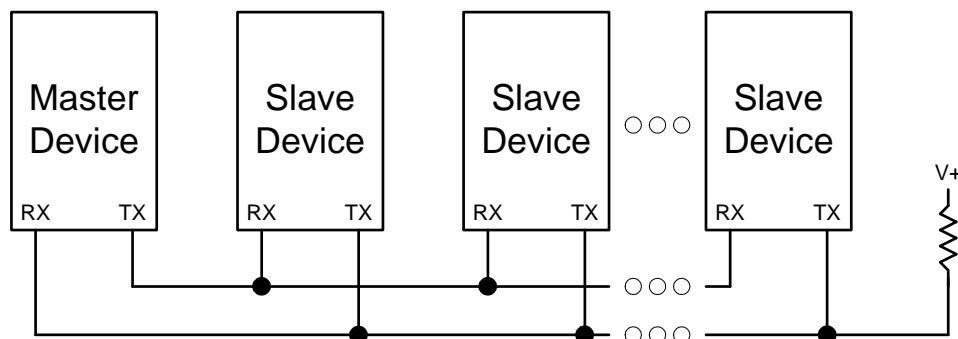 Master
Device
Slave
Device
Slave
Device
Slave
Device
RX TX
RX TX
RX TX
RX TX
V+